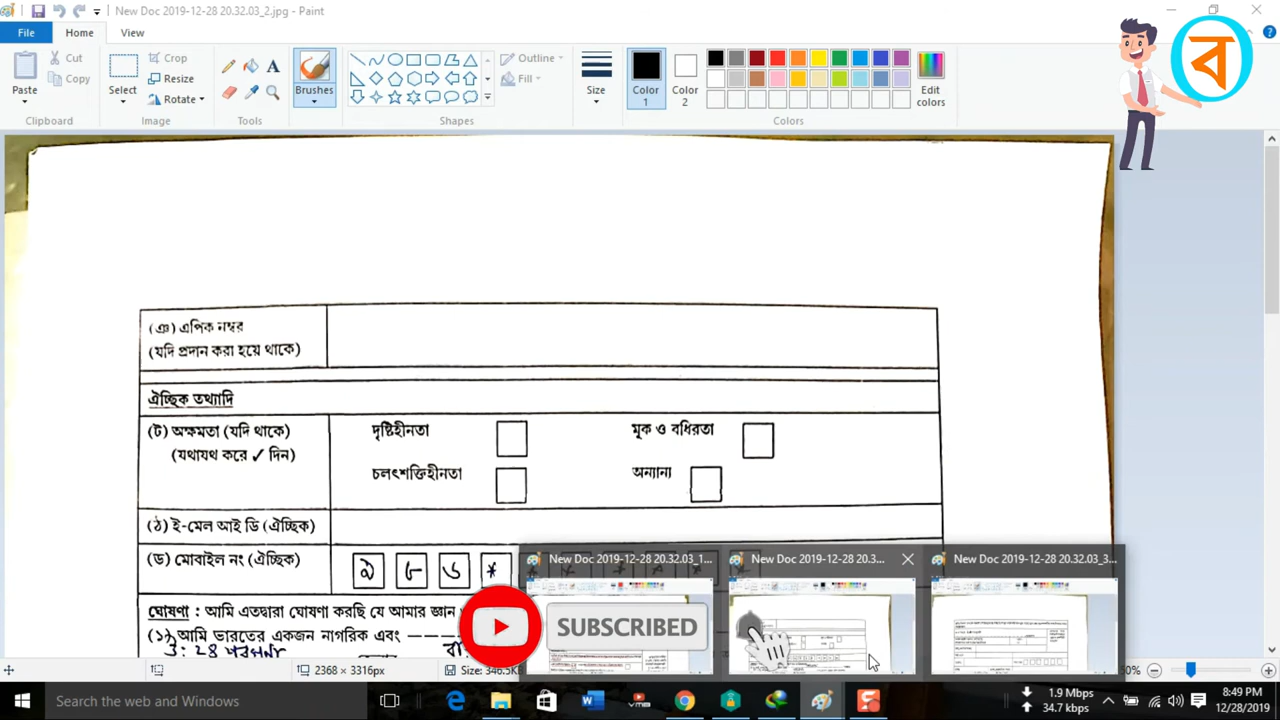 New Doc 2019-12-28 20.32.03_2.jpg - Paint
File
Home
View
Paste
Cut
Copy
Clipboard
Select
Crop
Resize
Rotate
Image
Tools
Brushes
Outline
Fill
Shapes
Size
Color 1
Color 2
Edit colors
Colors
ব
(ঞ) এপিক নম্বর
(যদি প্রদান করা হয়ে থাকে)
ঐচ্ছিক তথ্যাদি
(ট) অক্ষমতা (যদি থাকে)
(যথাযথ করে ✓ দিন)
দৃষ্টিহীনতা
মূক ও বধিরতা
চলৎশক্তিহীনতা
অন্যান্য
(ঠ) ই-মেল আই ডি (ঐচ্ছিক)
(ড) মোবাইল নং (ঐচ্ছিক)
৯ ৮ ৬ *
ঘোষণা : আমি এতদ্বারা ঘোষণা করছি যে আমার জ্ঞান
(১) আমি ভারতের একজন নাগরিক এবং
New Doc 2019-12-28 20.32.03_1...
New Doc 2019-12-28 20.3...
New Doc 2019-12-28 20.32.03_3...
SUBSCRIBED
2368 × 3316px
Size: 346.5K
50%
Search the web and Windows
1.9 Mbps
34.7 kbps
8:49 PM
12/28/2019